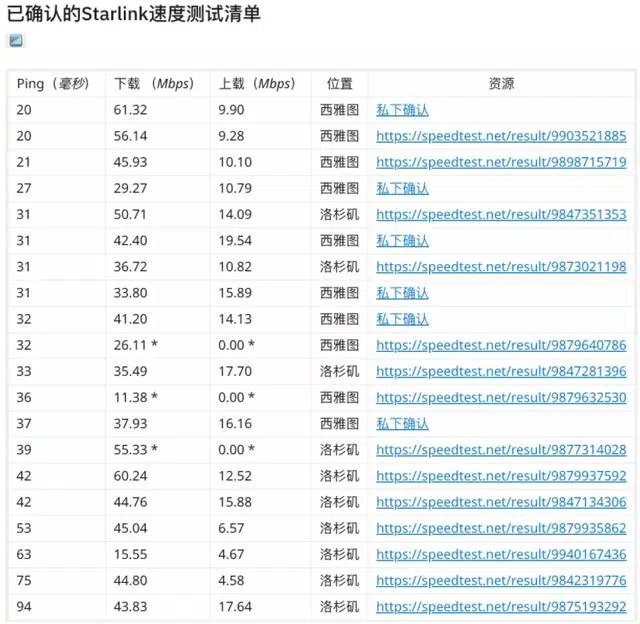 已确认的Starlink速度测试清单
Ping（毫秒） 下载 （Mbps） 上载（Mbps） 位置 资源
20 61.32 9.90 西雅图 私下确认
20 56.14 9.28 西雅图 https://speedtest.net/result/9903521885
21 45.93 10.10 西雅图 https://speedtest.net/result/9898715719
27 29.27 10.79 西雅图 私下确认
31 50.71 14.09 洛杉矶 https://speedtest.net/result/9847351353
31 42.40 19.54 西雅图 私下确认
31 36.72 10.82 洛杉矶 https://speedtest.net/result/9873021198
31 33.80 15.89 西雅图 私下确认
32 41.20 14.13 西雅图 私下确认
32 26.11 * 0.00 * 西雅图 https://speedtest.net/result/9879640786
33 35.49 17.70 洛杉矶 https://speedtest.net/result/9847281396
36 11.38 * 0.00 * 西雅图 https://speedtest.net/result/9879632530
37 37.93 16.16 西雅图 私下确认
39 55.33 * 0.00 * 洛杉矶 https://speedtest.net/result/9877314028
42 60.24 12.52 洛杉矶 https://speedtest.net/result/9879937592
42 44.76 15.88 洛杉矶 https://speedtest.net/result/9847134306
53 45.04 6.57 洛杉矶 https://speedtest.net/result/9879935862
63 15.55 4.67 洛杉矶 https://speedtest.net/result/9940167436
75 44.80 4.58 洛杉矶 https://speedtest.net/result/9842319776
94 43.83 17.64 洛杉矶 https://speedtest.net/result/9875193292